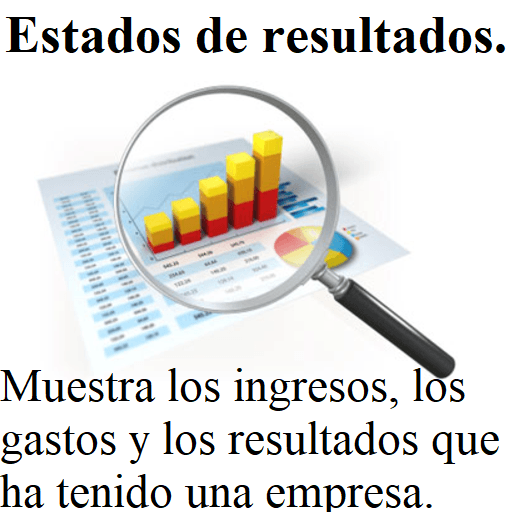 Estados de resultados.
Muestra los ingresos, los
gastos y los resultados que
ha tenido una empresa.